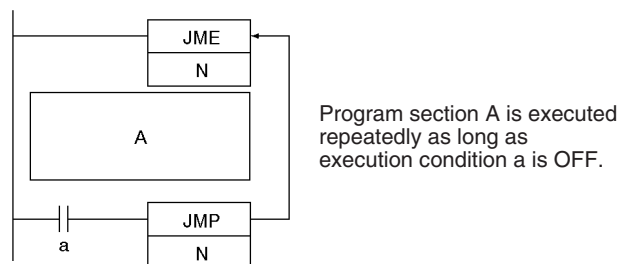 JME
N
A
Program section A is executed
repeatedly as long as
execution condition a is OFF.
JMP
N
a